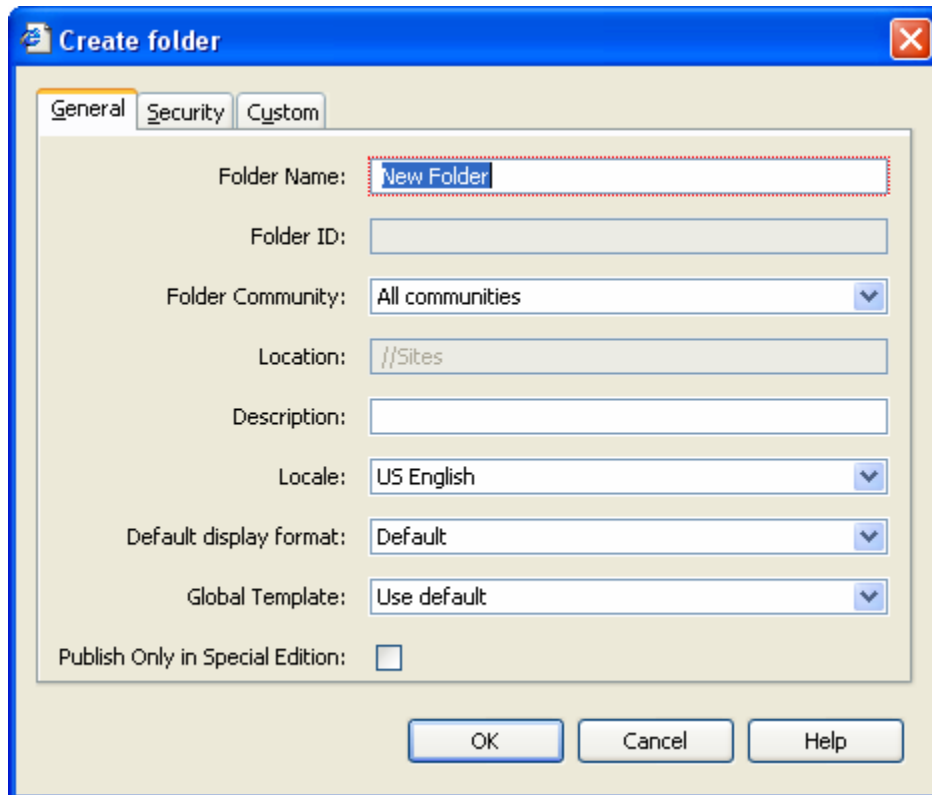 Create folder
General Security Custom
Folder Name: New Folder
Folder ID:
Folder Community: All communities
Location: //Sites
Description:
Locale: US English
Default display format: Default
Global Template: Use default
Publish Only in Special Edition:
OK Cancel Help